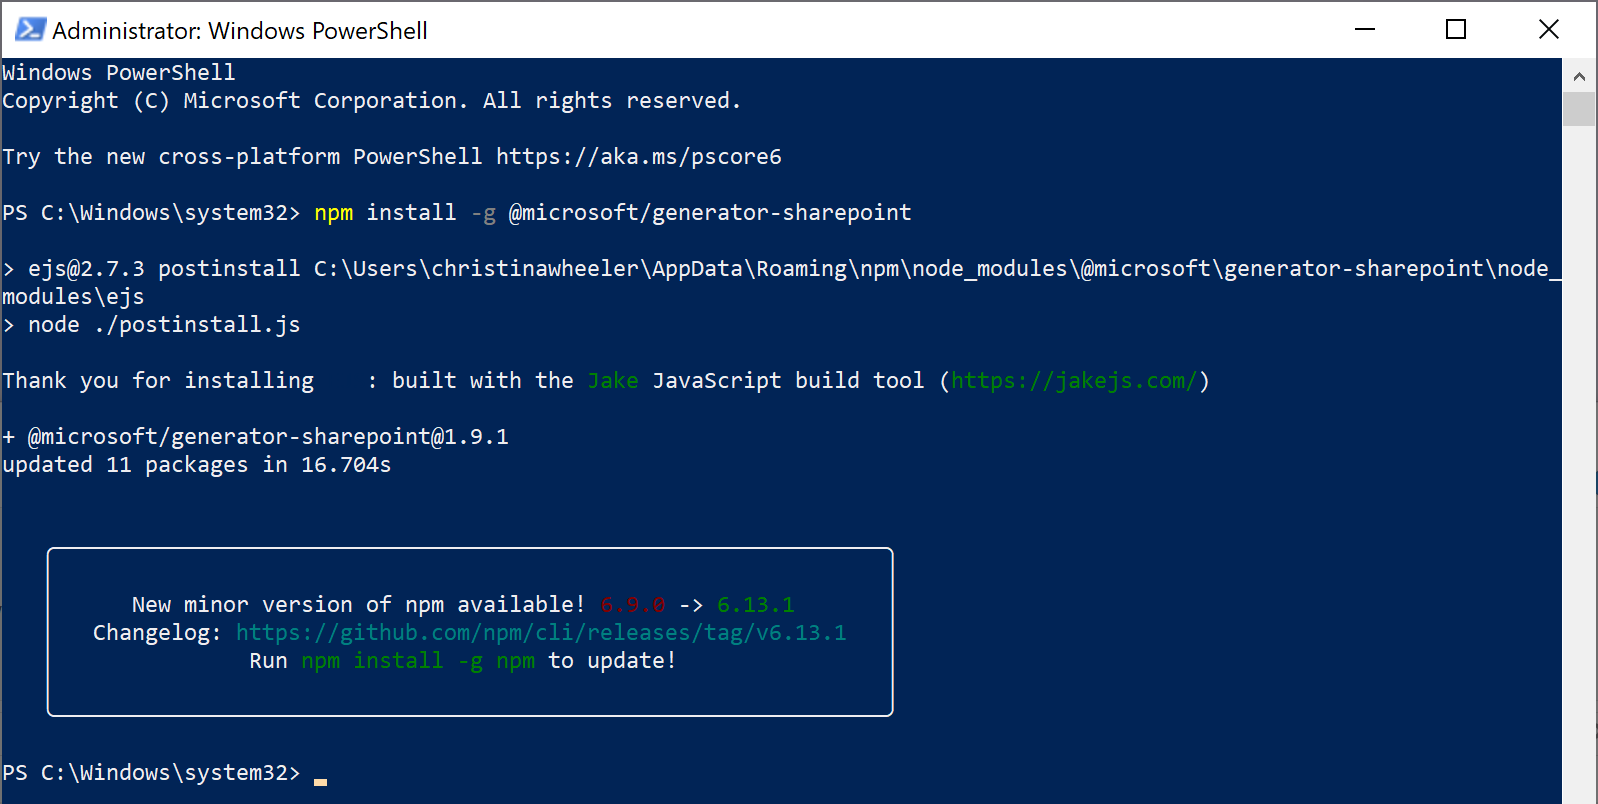 Administrator: Windows PowerShell
Windows PowerShell
Copyright (C) Microsoft Corporation. All rights reserved.
Try the new cross-platform PowerShell https://aka.ms/pscore6
PS C:\Windows\system32> npm install -g @microsoft/generator-sharepoint
> ejs@2.7.3 postinstall C:\Users\christinawheeler\AppData\Roaming\npm\node_modules\@microsoft\generator-sharepoint\node_
modules\ejs
> node ./postinstall.js
Thank you for installing    : built with the Jake JavaScript build tool (https://jakejs.com/)
+ @microsoft/generator-sharepoint@1.9.1
updated 11 packages in 16.704s
New minor version of npm available! 6.9.0 -> 6.13.1
Changelog: https://github.com/npm/cli/releases/tag/v6.13.1
Run npm install -g npm to update!
PS C:\Windows\system32>